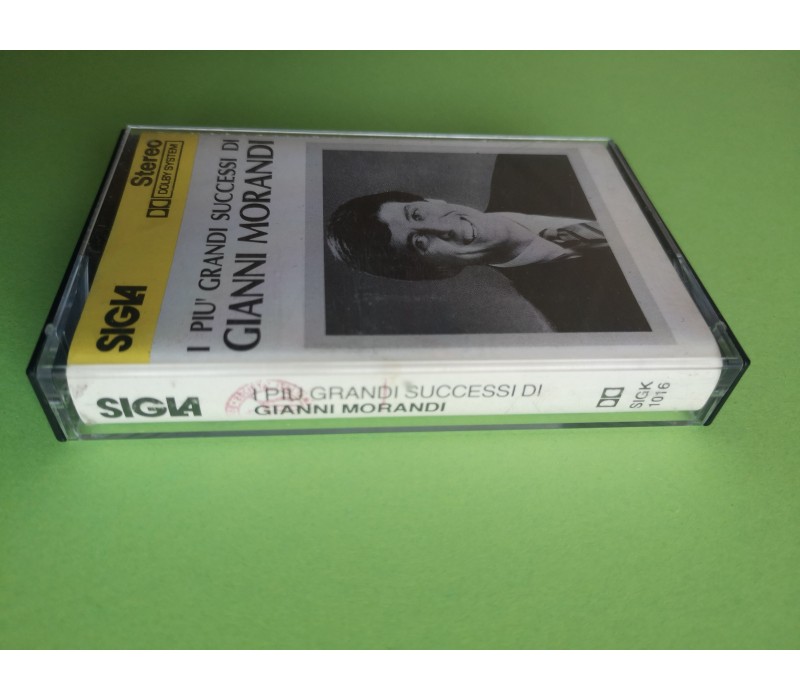 SIGLA
Stereo
DOLBY SYSTEM
I PIU' GRANDI SUCCESSI DI
GIANNI MORANDI
SIGLA
I PIU' GRANDI SUCCESSI DI
GIANNI MORANDI
SIGK
1016